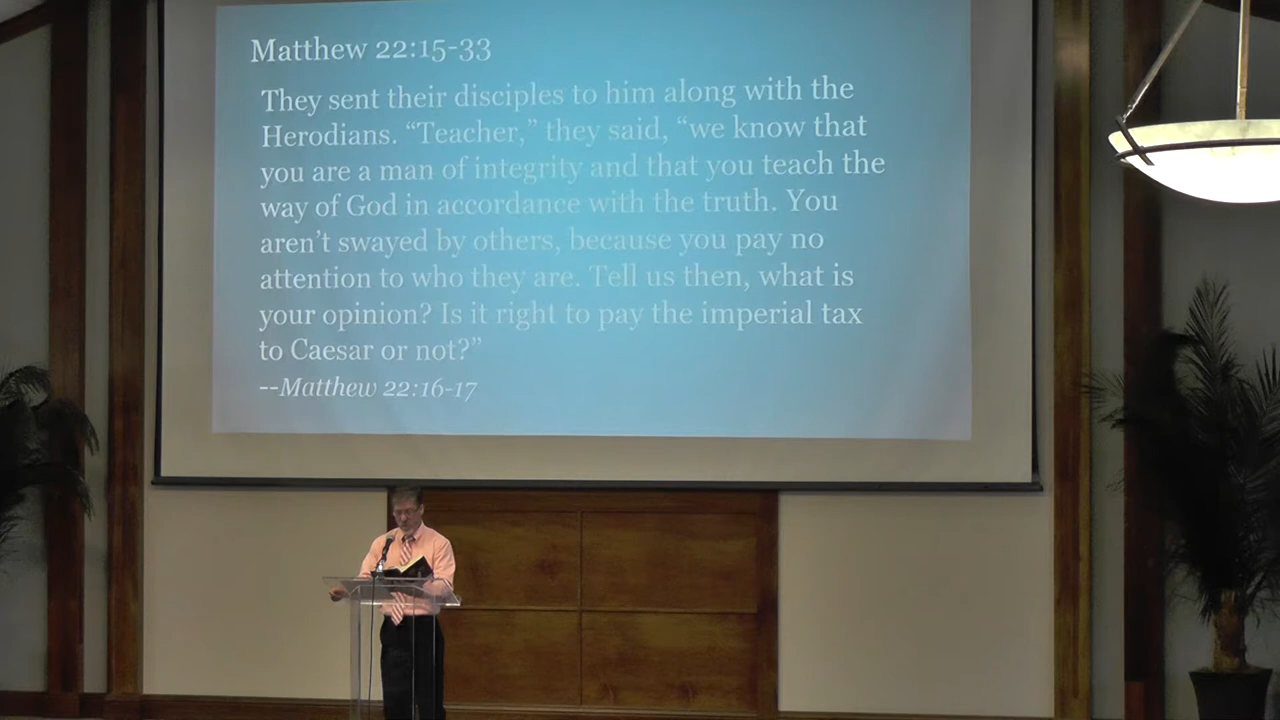 Matthew 22:15-33
They sent their disciples to him along with the
Herodians. “Teacher,” they said, “we know that
you are a man of integrity and that you teach the
way of God in accordance with the truth. You
aren’t swayed by others, because you pay no
attention to who they are. Tell us then, what is
your opinion? Is it right to pay the imperial tax
to Caesar or not?”
--Matthew 22:16-17